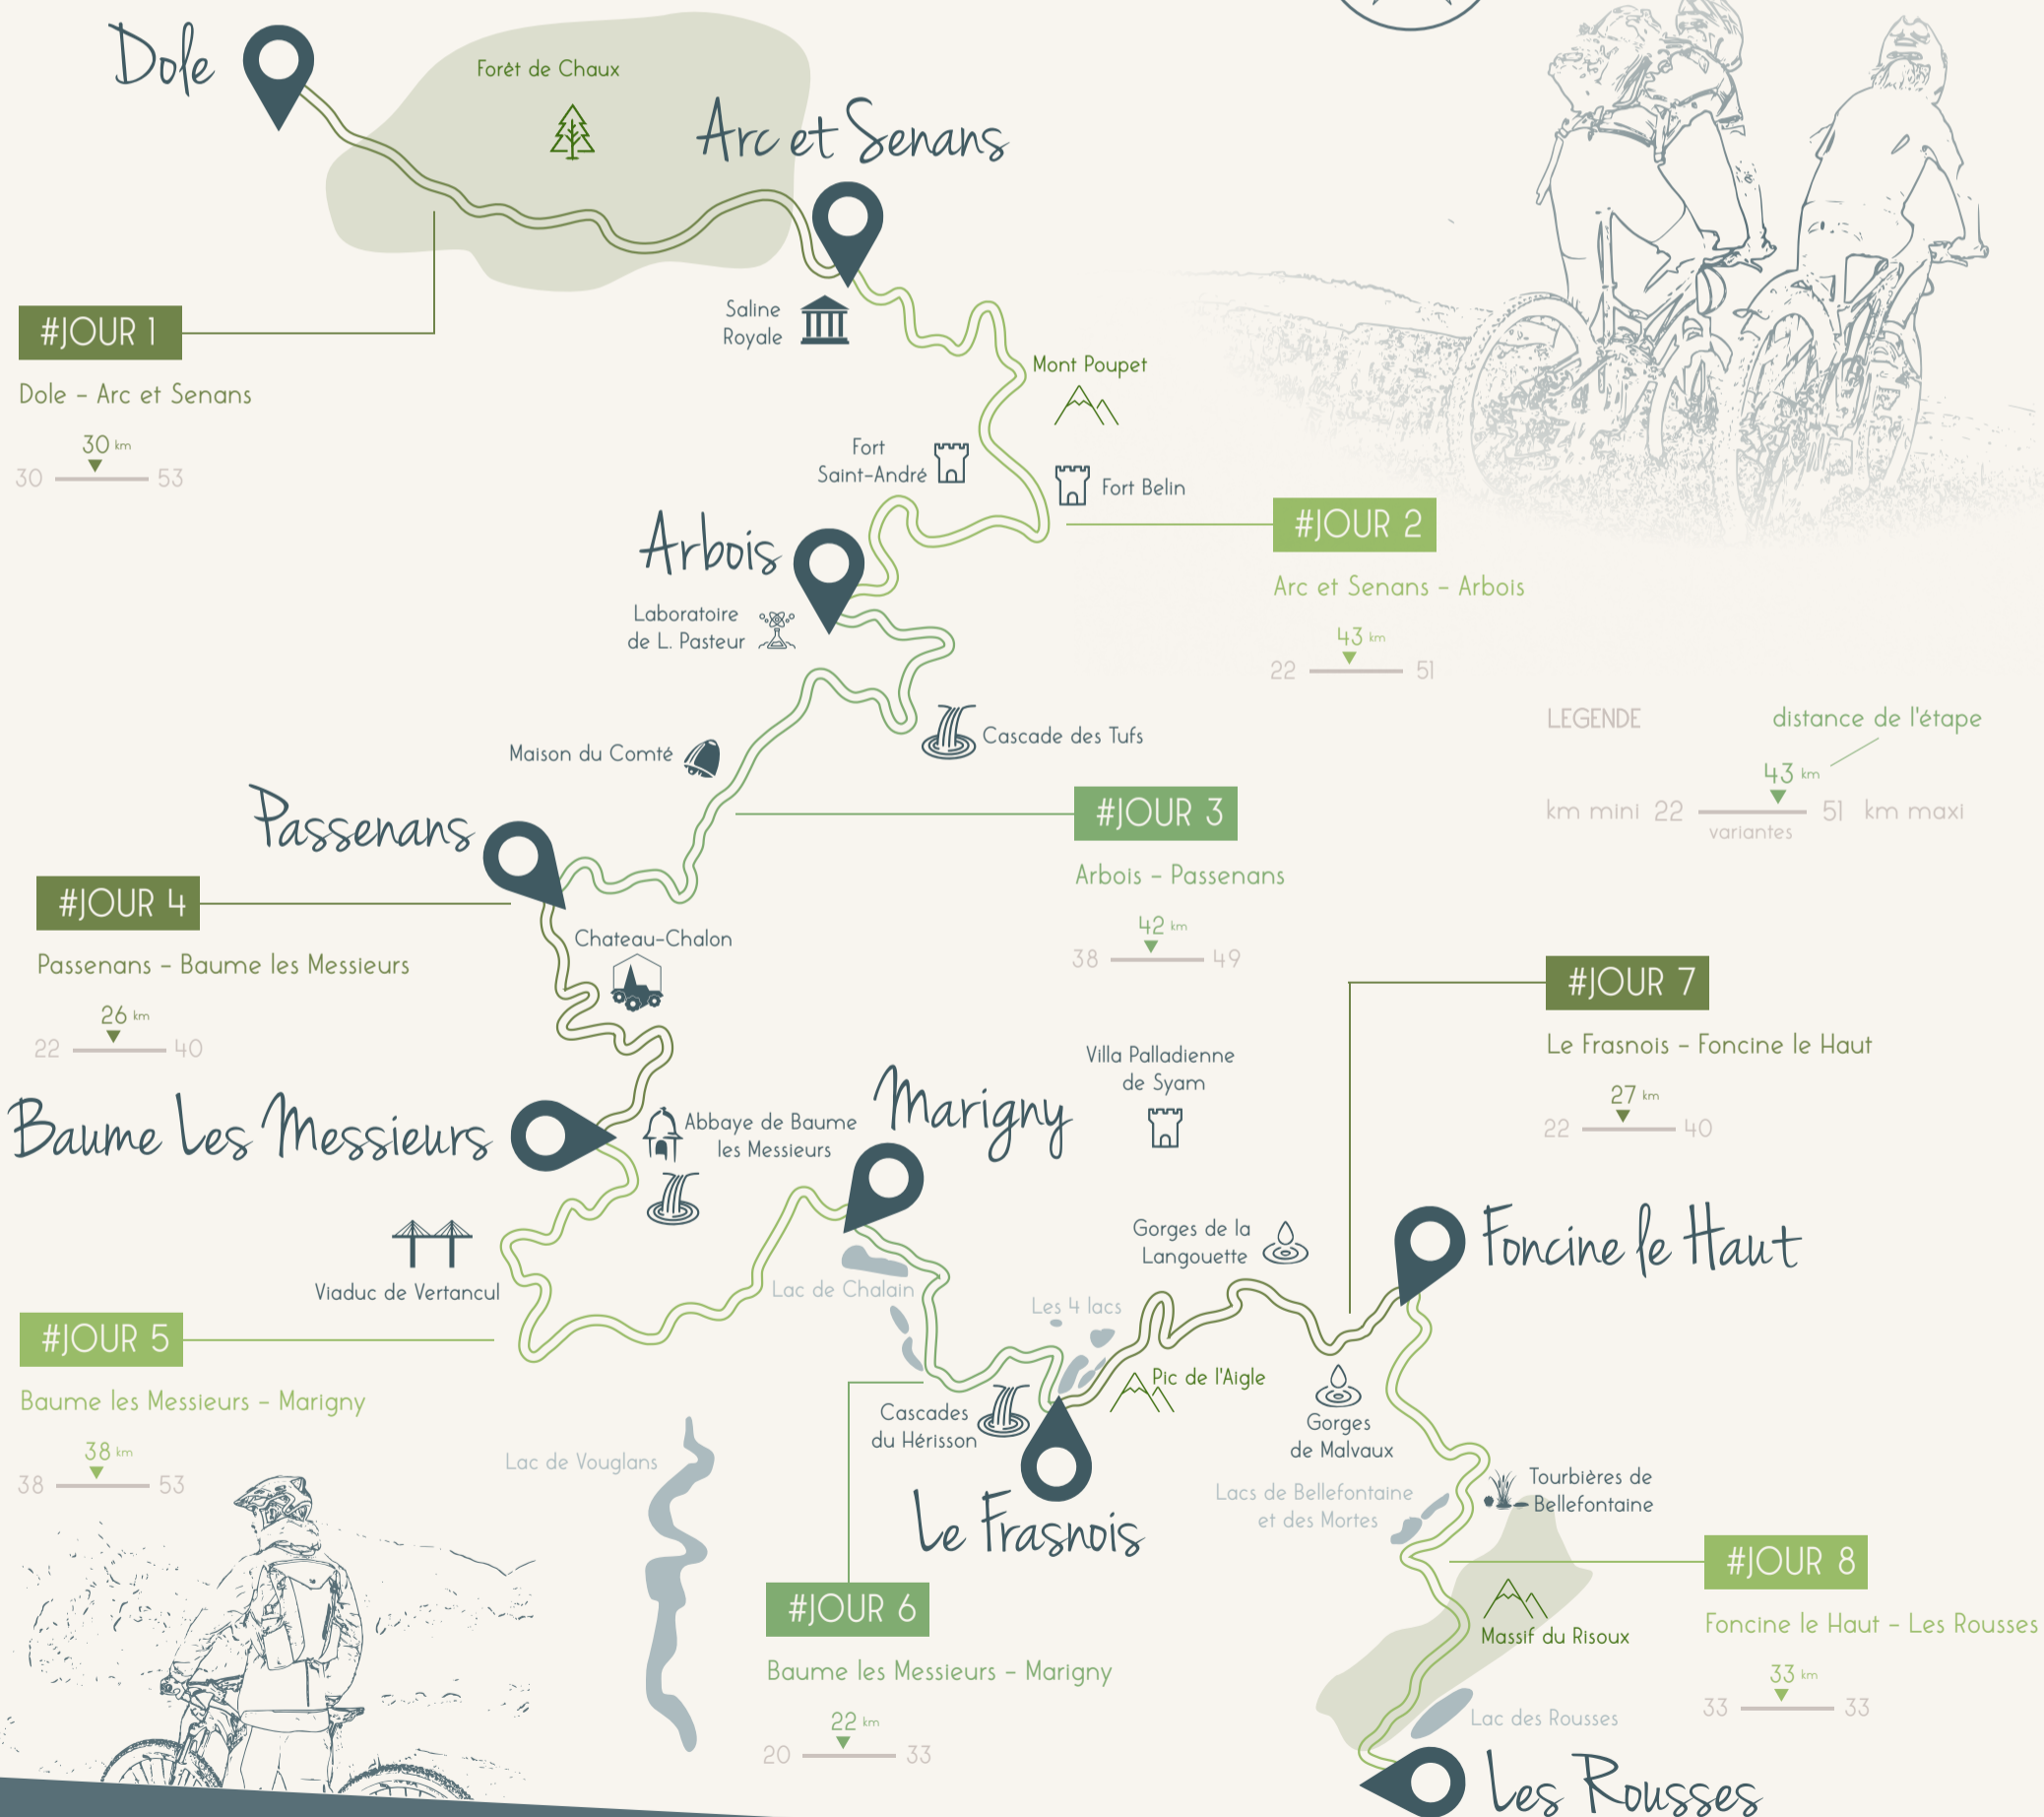 Dole
Forêt de Chaux
Arc et Senans
Saline
Royale
#JOUR 1
Dole - Arc et Senans
30 km
30
53
Mont Poupet
Fort
Saint-André
Fort Belin
#JOUR 2
Arc et Senans - Arbois
43 km
22
51
Arbois
Laboratoire
de L. Pasteur
LEGENDE
distance de l'étape
43 km
km mini 22
51 km maxi
variantes
Cascade des Tufs
Maison du Comté
Passenans
#JOUR 3
Arbois - Passenans
42 km
38
49
#JOUR 4
Passenans - Baume les Messieurs
26 km
22
40
Chateau-Chalon
#JOUR 7
Le Frasnois - Foncine le Haut
27 km
22
40
Villa Palladienne
de Syam
Baume Les Messieurs
Abbaye de Baume
les Messieurs
Marigny
Viaduc de Vertancul
Lac de Chalain
Gorges de la
Langouette
Foncine le Haut
Les 4 lacs
#JOUR 5
Baume les Messieurs - Marigny
38 km
38
53
Pic de l'Aigle
Cascades
du Hérisson
Gorges
de Malvaux
Lac de Vouglans
Le Frasnois
Lacs de Bellefontaine
et des Mortes
Tourbières de
Bellefontaine
#JOUR 6
Baume les Messieurs - Marigny
22 km
20
33
#JOUR 8
Foncine le Haut - Les Rousses
33 km
33
33
Massif du Risoux
Lac des Rousses
Les Rousses